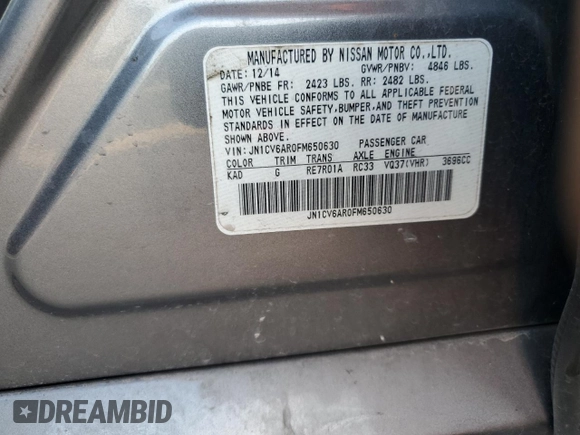 MANUFACTURED BY NISSAN MOTOR CO.,LTD.
DATE: 12/14 GVWR/PNBV: 4846 LBS.
GAWR/PNBE FR: 2423 LBS. RR: 2482 LBS.
THIS VEHICLE CONFORMS TO ALL APPLICABLE FEDERAL
MOTOR VEHICLE SAFETY,BUMPER,AND THEFT PREVENTION
STANDARDS IN EFFECT ON THE DATE OF MANUFACTURE
SHOWN ABOVE.
VIN: JN1CV6AR0FM650630 PASSENGER CAR
COLOR TRIM TRANS AXLE ENGINE
KAD G RE7R01A RC33 VQ37(VHR) 3696CC
JN1CV6AR0FM650630
DREAMBID